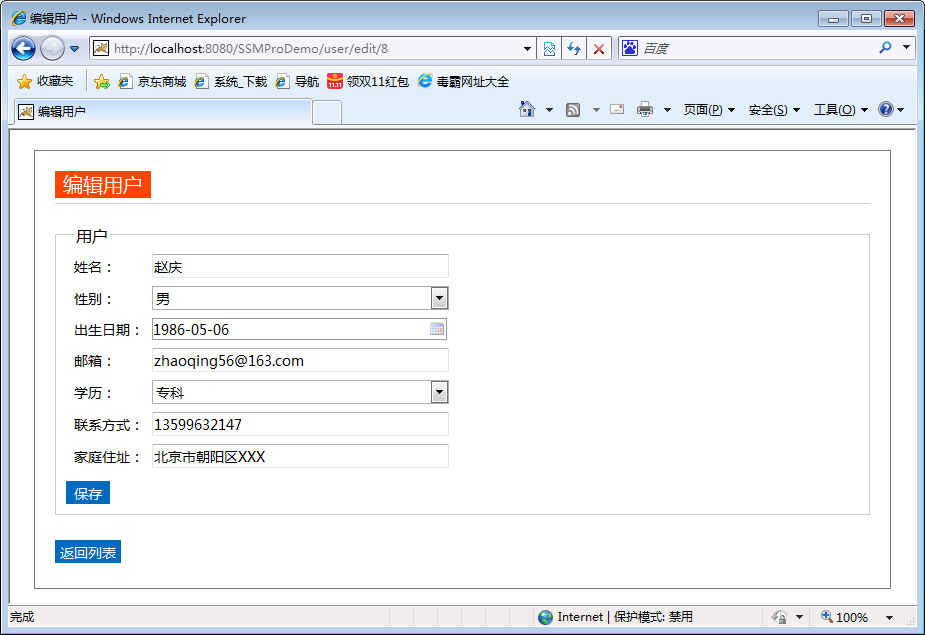 编辑用户 - Windows Internet Explorer
http://localhost:8080/SSMProDemo/user/edit/8
百度
收藏夹 京东商城 系统_下载 导航 领双11红包 毒霸网址大全
编辑用户 页面(P) 安全(S) 工具(O)
编辑用户
用户
姓名： 赵庆
性别： 男
出生日期： 1986-05-06
邮箱： zhaoqing56@163.com
学历： 专科
联系方式： 13599632147
家庭住址： 北京市朝阳区XXX
保存
返回列表
完成 Internet | 保护模式: 禁用 100%